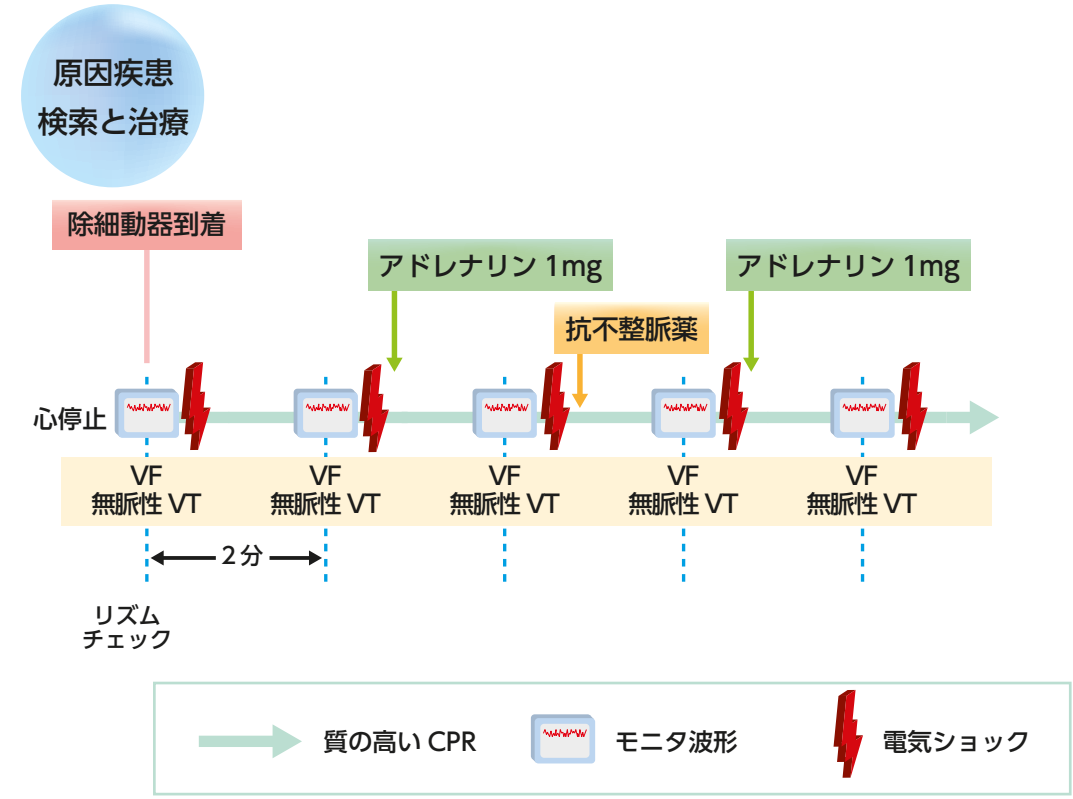 原因疾患
検索と治療
除細動器到着
アドレナリン 1mg
アドレナリン 1mg
抗不整脈薬
心停止
VF
無脈性 VT
VF
無脈性 VT
VF
無脈性 VT
VF
無脈性 VT
VF
無脈性 VT
2分
リズム
チェック
質の高い CPR
モニタ波形
電気ショック